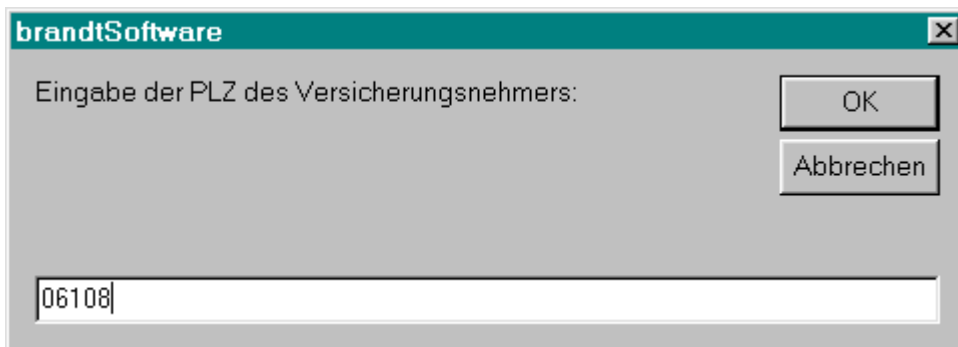 brandtSoftware
Eingabe der PLZ des Versicherungsnehmers:
OK
Abbrechen
06108